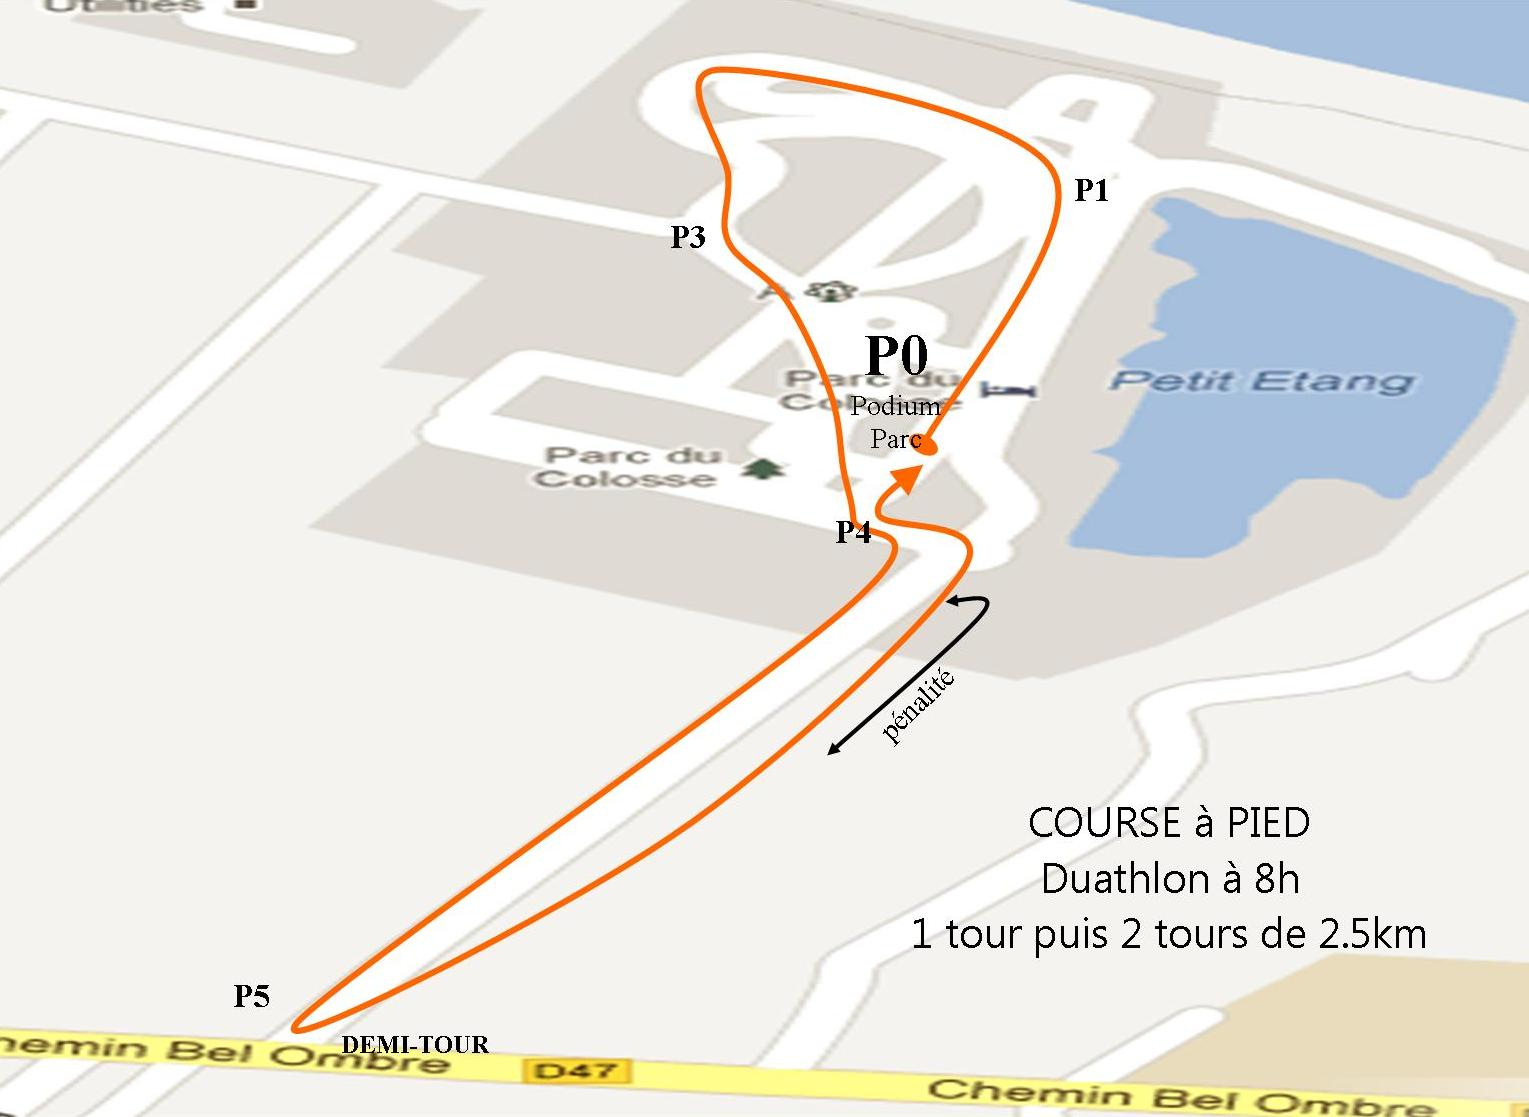 Utilities
P1
P3
P0
Parc du
Colosse
Podium
Parc
Petit Etang
Parc du
Colosse
P4
pénalité
COURSE à PIED
Duathlon à 8h
1 tour puis 2 tours de 2.5km
P5
DEMI-TOUR
hemin Bel Ombre
D47
Chemin Bel Ombre